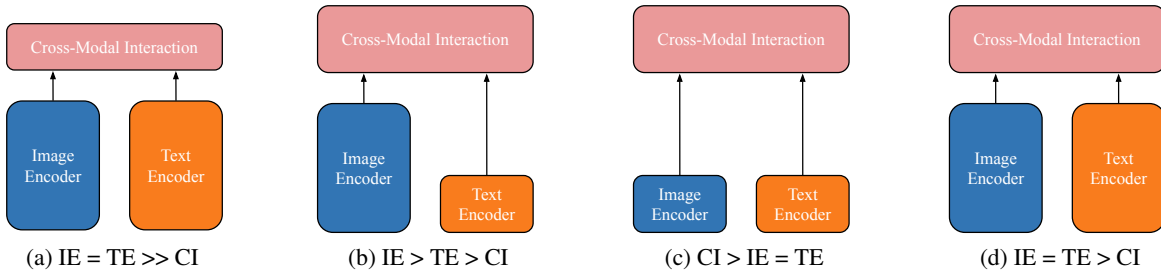 Cross-Modal Interaction
Image
Encoder
Text
Encoder
(a) IE = TE >> CI
Cross-Modal Interaction
Image
Encoder
Text
Encoder
(b) IE > TE > CI
Cross-Modal Interaction
Image
Encoder
Text
Encoder
(c) CI > IE = TE
Cross-Modal Interaction
Image
Encoder
Text
Encoder
(d) IE = TE > CI